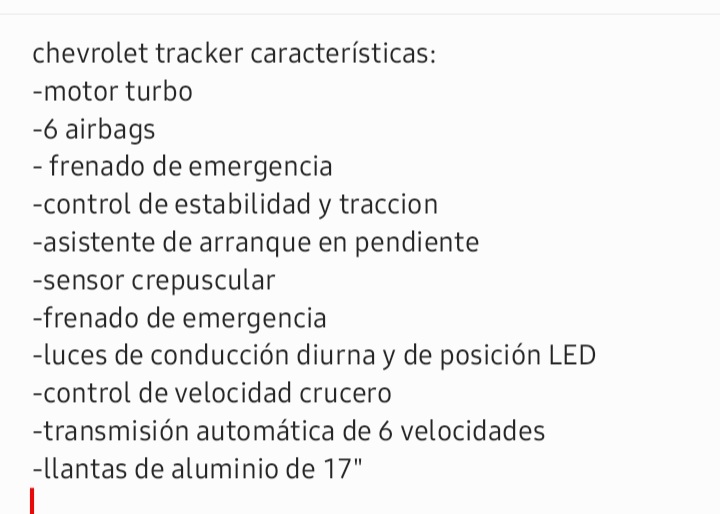 chevrolet tracker características:
-motor turbo
-6 airbags
- frenado de emergencia
-control de estabilidad y traccion
-asistente de arranque en pendiente
-sensor crepuscular
-frenado de emergencia
-luces de conducción diurna y de posición LED
-control de velocidad crucero
-transmisión automática de 6 velocidades
-llantas de aluminio de 17"